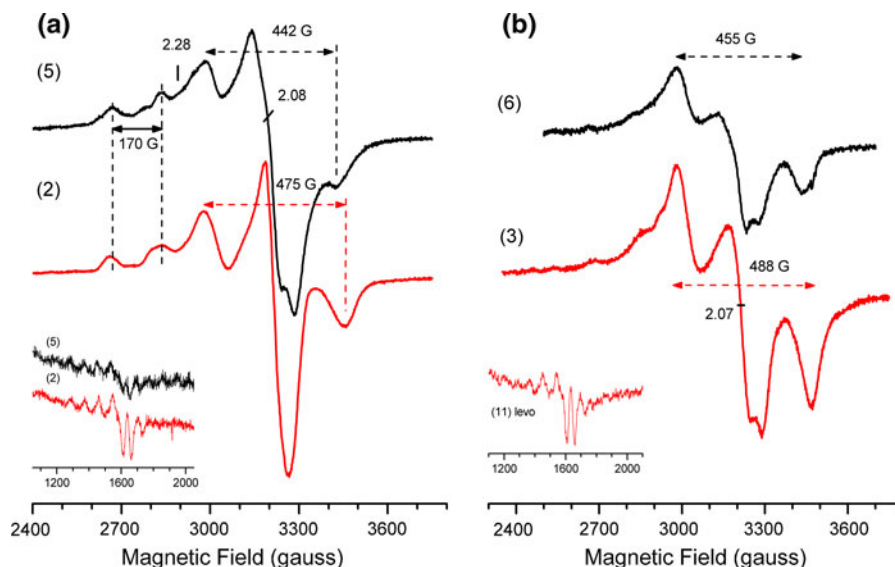 (a)
2.28
442 G
(5)
2.08
170 G
(2)
475 G
(5)
(2)
1200 1600 2000
2400 2700 3000 3300 3600
Magnetic Field (gauss)
(b)
455 G
(6)
(3)
488 G
2.07
(11) levo
1200 1600 2000
2400 2700 3000 3300 3600
Magnetic Field (gauss)